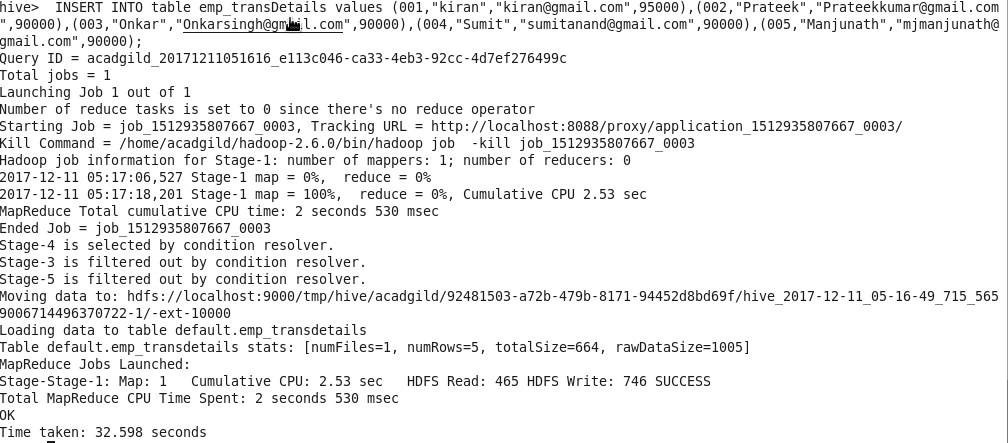 hive>  INSERT INTO table emp_transDetails values (001,"kiran","kiran@gmail.com",95000),(002,"Prateek","Prateekkumar@gmail.com
",90000),(003,"Onkar","Onkarsingh@gmail.com",90000),(004,"Sumit","sumitanand@gmail.com",90000),(005,"Manjunath","mjmanjunath@
gmail.com",90000);
Query ID = acadgild_20171211051616_e113c046-ca33-4eb3-92cc-4d7ef276499c
Total jobs = 1
Launching Job 1 out of 1
Number of reduce tasks is set to 0 since there's no reduce operator
Starting Job = job_1512935807667_0003, Tracking URL = http://localhost:8088/proxy/application_1512935807667_0003/
Kill Command = /home/acadgild/hadoop-2.6.0/bin/hadoop job  -kill job_1512935807667_0003
Hadoop job information for Stage-1: number of mappers: 1; number of reducers: 0
2017-12-11 05:17:06,527 Stage-1 map = 0%,  reduce = 0%
2017-12-11 05:17:18,201 Stage-1 map = 100%,  reduce = 0%, Cumulative CPU 2.53 sec
MapReduce Total cumulative CPU time: 2 seconds 530 msec
Ended Job = job_1512935807667_0003
Stage-4 is selected by condition resolver.
Stage-3 is filtered out by condition resolver.
Stage-5 is filtered out by condition resolver.
Moving data to: hdfs://localhost:9000/tmp/hive/acadgild/92481503-a72b-479b-8171-94452d8bd69f/hive_2017-12-11_05-16-49_715_565
9006714496370722-1/-ext-10000
Loading data to table default.emp_transdetails
Table default.emp_transdetails stats: [numFiles=1, numRows=5, totalSize=664, rawDataSize=1005]
MapReduce Jobs Launched:
Stage-Stage-1: Map: 1   Cumulative CPU: 2.53 sec   HDFS Read: 465 HDFS Write: 746 SUCCESS
Total MapReduce CPU Time Spent: 2 seconds 530 msec
OK
Time taken: 32.598 seconds